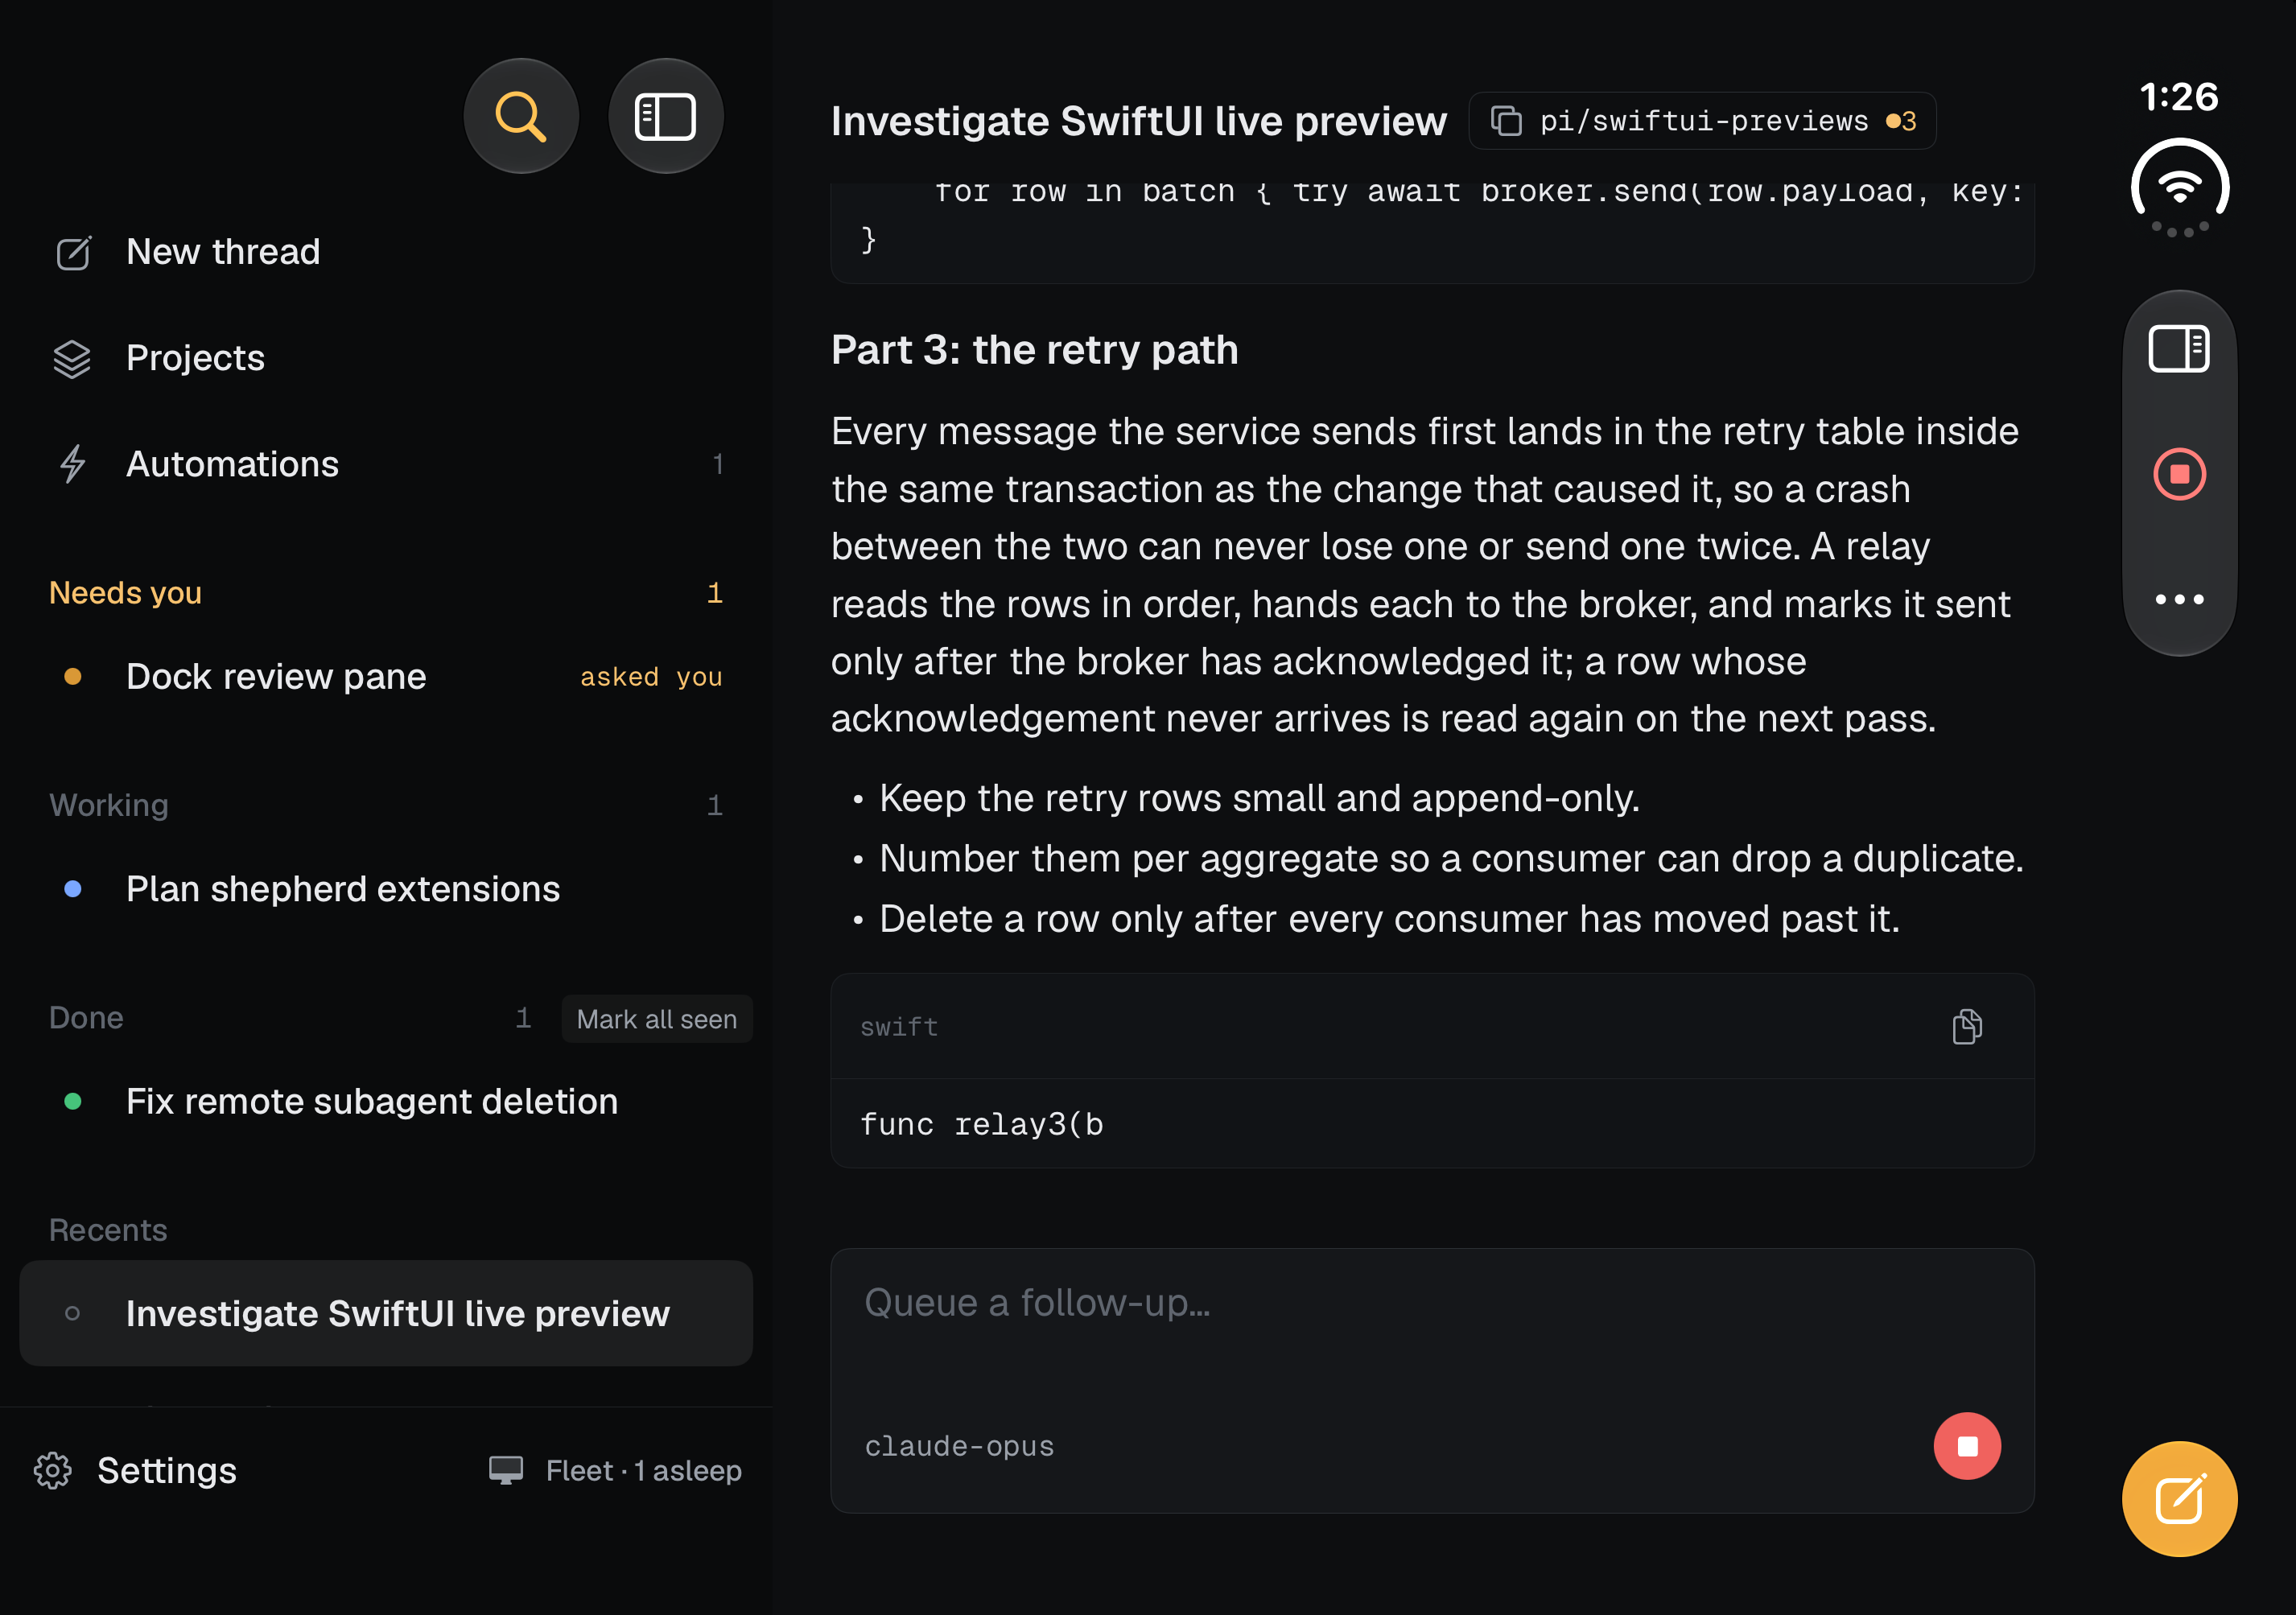 New thread
Projects
Automations 1
Needs you 1
Dock review pane asked you
Working 1
Plan shepherd extensions
Done 1 Mark all seen
Fix remote subagent deletion
Recents
Investigate SwiftUI live preview
Settings Fleet · 1 asleep
Investigate SwiftUI live preview pi/swiftui-previews 3
for row in batch { try await broker.send(row.payload, key:
}
Part 3: the retry path
Every message the service sends first lands in the retry table inside
the same transaction as the change that caused it, so a crash
between the two can never lose one or send one twice. A relay
reads the rows in order, hands each to the broker, and marks it sent
only after the broker has acknowledged it; a row whose
acknowledgement never arrives is read again on the next pass.
• Keep the retry rows small and append-only.
• Number them per aggregate so a consumer can drop a duplicate.
• Delete a row only after every consumer has moved past it.
swift
func relay3(b
Queue a follow-up…
claude-opus
1:26